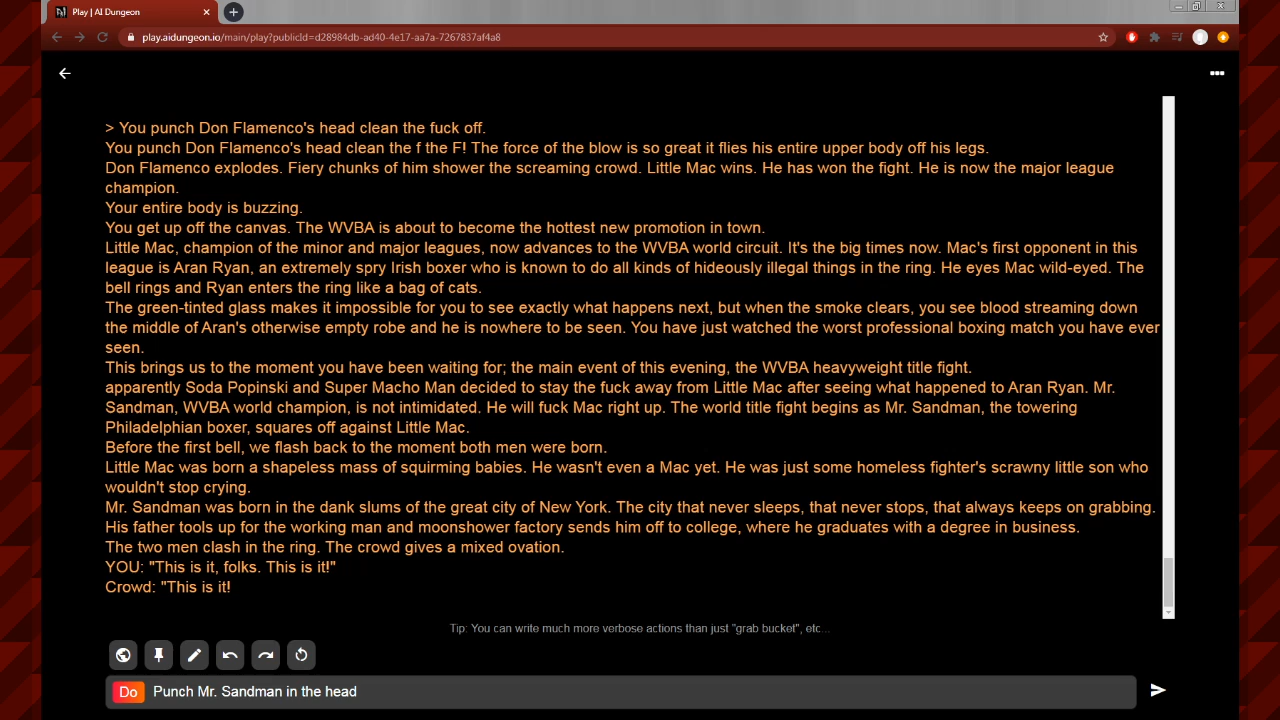 Play | AI Dungeon
play.aidungeon.io/main/play?publicId=d28984db-ad40-4e17-aa7a-7267837af4a8
> You punch Don Flamenco's head clean the fuck off.
You punch Don Flamenco's head clean the f the F! The force of the blow is so great it flies his entire upper body off his legs.
Don Flamenco explodes. Fiery chunks of him shower the screaming crowd. Little Mac wins. He has won the fight. He is now the major league
champion.
Your entire body is buzzing.
You get up off the canvas. The WVBA is about to become the hottest new promotion in town.
Little Mac, champion of the minor and major leagues, now advances to the WVBA world circuit. It's the big times now. Mac's first opponent in this
league is Aran Ryan, an extremely spry Irish boxer who is known to do all kinds of hideously illegal things in the ring. He eyes Mac wild-eyed. The
bell rings and Ryan enters the ring like a bag of cats.
The green-tinted glass makes it impossible for you to see exactly what happens next, but when the smoke clears, you see blood streaming down
the middle of Aran's otherwise empty robe and he is nowhere to be seen. You have just watched the worst professional boxing match you have ever
seen.
This brings us to the moment you have been waiting for; the main event of this evening, the WVBA heavyweight title fight.
apparently Soda Popinski and Super Macho Man decided to stay the fuck away from Little Mac after seeing what happened to Aran Ryan. Mr.
Sandman, WVBA world champion, is not intimidated. He will fuck Mac right up. The world title fight begins as Mr. Sandman, the towering
Philadelphian boxer, squares off against Little Mac.
Before the first bell, we flash back to the moment both men were born.
Little Mac was born a shapeless mass of squirming babies. He wasn't even a Mac yet. He was just some homeless fighter's scrawny little son who
wouldn't stop crying.
Mr. Sandman was born in the dank slums of the great city of New York. The city that never sleeps, that never stops, that always keeps on grabbing.
His father tools up for the working man and moonshower factory sends him off to college, where he graduates with a degree in business.
The two men clash in the ring. The crowd gives a mixed ovation.
YOU: "This is it, folks. This is it!"
Crowd: "This is it!
Tip: You can write much more verbose actions than just "grab bucket", etc...
Do Punch Mr. Sandman in the head